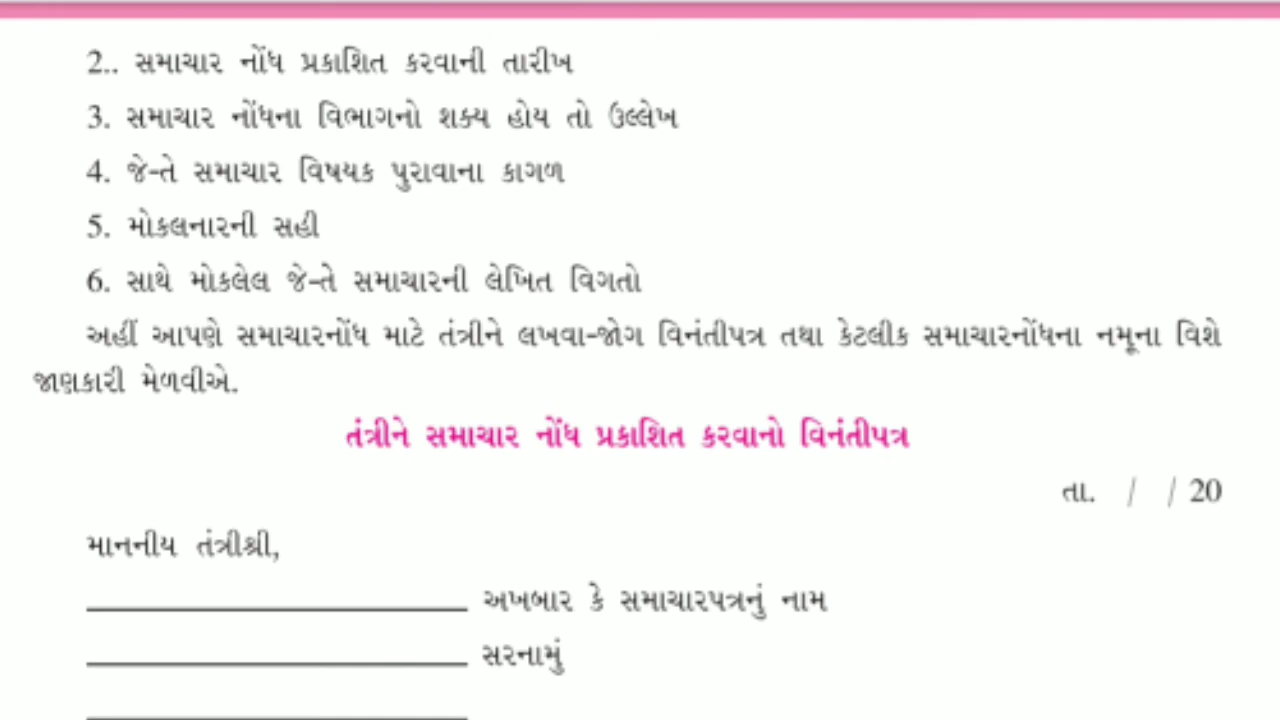 2.. સમાચાર નોંધ પ્રકાશિત કરવાની તારીખ
3. સમાચાર નોંધના વિભાગનો શક્ય હોય તો ઉલ્લેખ
4. જે-તે સમાચાર વિષયક પુરાવાના કાગળ
5. મોકલનારની સહી
6. સાથે મોકલેલ જે-તે સમાચારની લેખિત વિગતો
અહીં આપણે સમાચારનોંધ માટે તંત્રીને લખવા-જોગ વિનંતીપત્ર તથા કેટલીક સમાચારનોંધના નમૂના વિશે
જાણકારી મેળવીએ.
તંત્રીને સમાચાર નોંધ પ્રકાશિત કરવાનો વિનંતીપત્ર
તા. / / 20
માનનીય તંત્રીશ્રી,
_______________ અખબાર કે સમાચારપત્રનું નામ
_______________ સરનામું